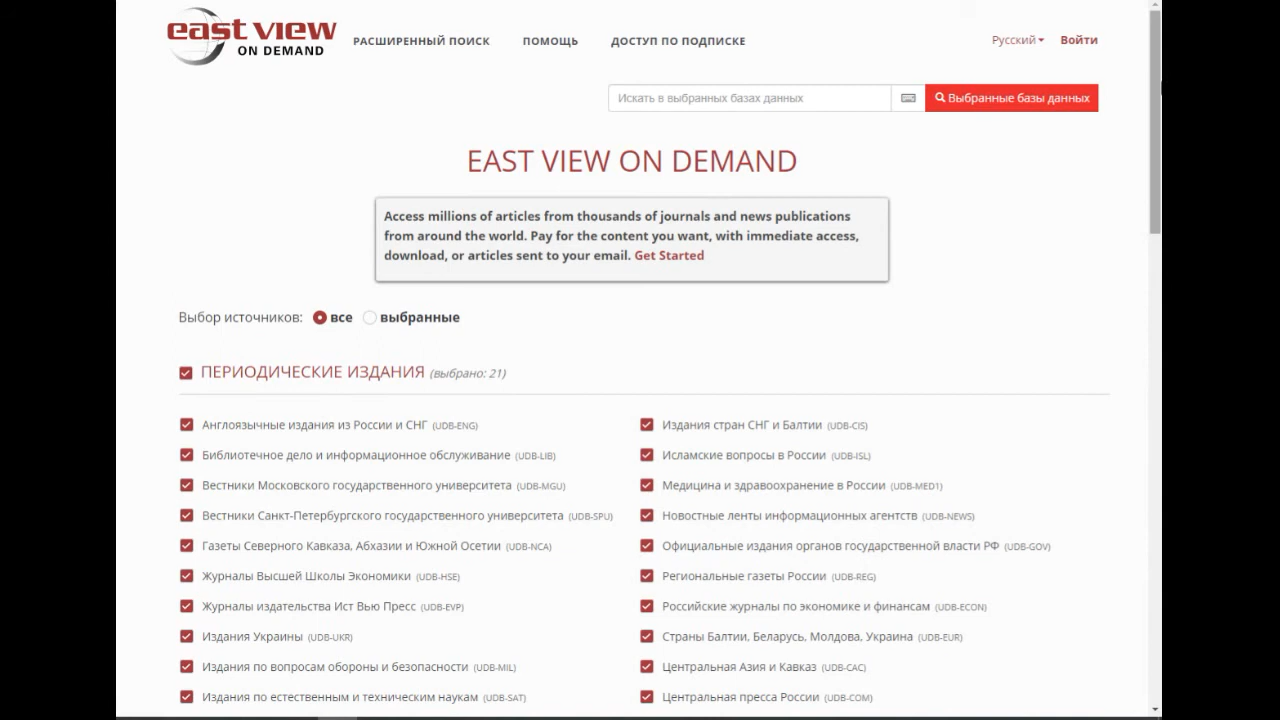 east view
ON DEMAND
РАСШИРЕННЫЙ ПОИСК ПОМОЩЬ ДОСТУП ПО ПОДПИСКЕ
Русский Войти
Искать в выбранных базах данных
Выбранные базы данных
EAST VIEW ON DEMAND
Access millions of articles from thousands of journals and news publications
from around the world. Pay for the content you want, with immediate access,
download, or articles sent to your email. Get Started
Выбор источников: все выбранные
ПЕРИОДИЧЕСКИЕ ИЗДАНИЯ (выбрано: 21)
Англоязычные издания из России и СНГ (UDB-ENG)
Библиотечное дело и информационное обслуживание (UDB-LIB)
Вестники Московского государственного университета (UDB-MGU)
Вестники Санкт-Петербургского государственного университета (UDB-SPU)
Газеты Северного Кавказа, Абхазии и Южной Осетии (UDB-NCA)
Журналы Высшей Школы Экономики (UDB-HSE)
Журналы издательства Ист Вью Пресс (UDB-EVP)
Издания Украины (UDB-UKR)
Издания по вопросам обороны и безопасности (UDB-MIL)
Издания по естественным и техническим наукам (UDB-SAT)
Издания стран СНГ и Балтии (UDB-CIS)
Исламские вопросы в России (UDB-ISL)
Медицина и здравоохранение в России (UDB-MED1)
Новостные ленты информационных агентств (UDB-NEWS)
Официальные издания органов государственной власти РФ (UDB-GOV)
Региональные газеты России (UDB-REG)
Российские журналы по экономике и финансам (UDB-ECON)
Страны Балтии, Беларусь, Молдова, Украина (UDB-EUR)
Центральная Азия и Кавказ (UDB-CAC)
Центральная пресса России (UDB-COM)